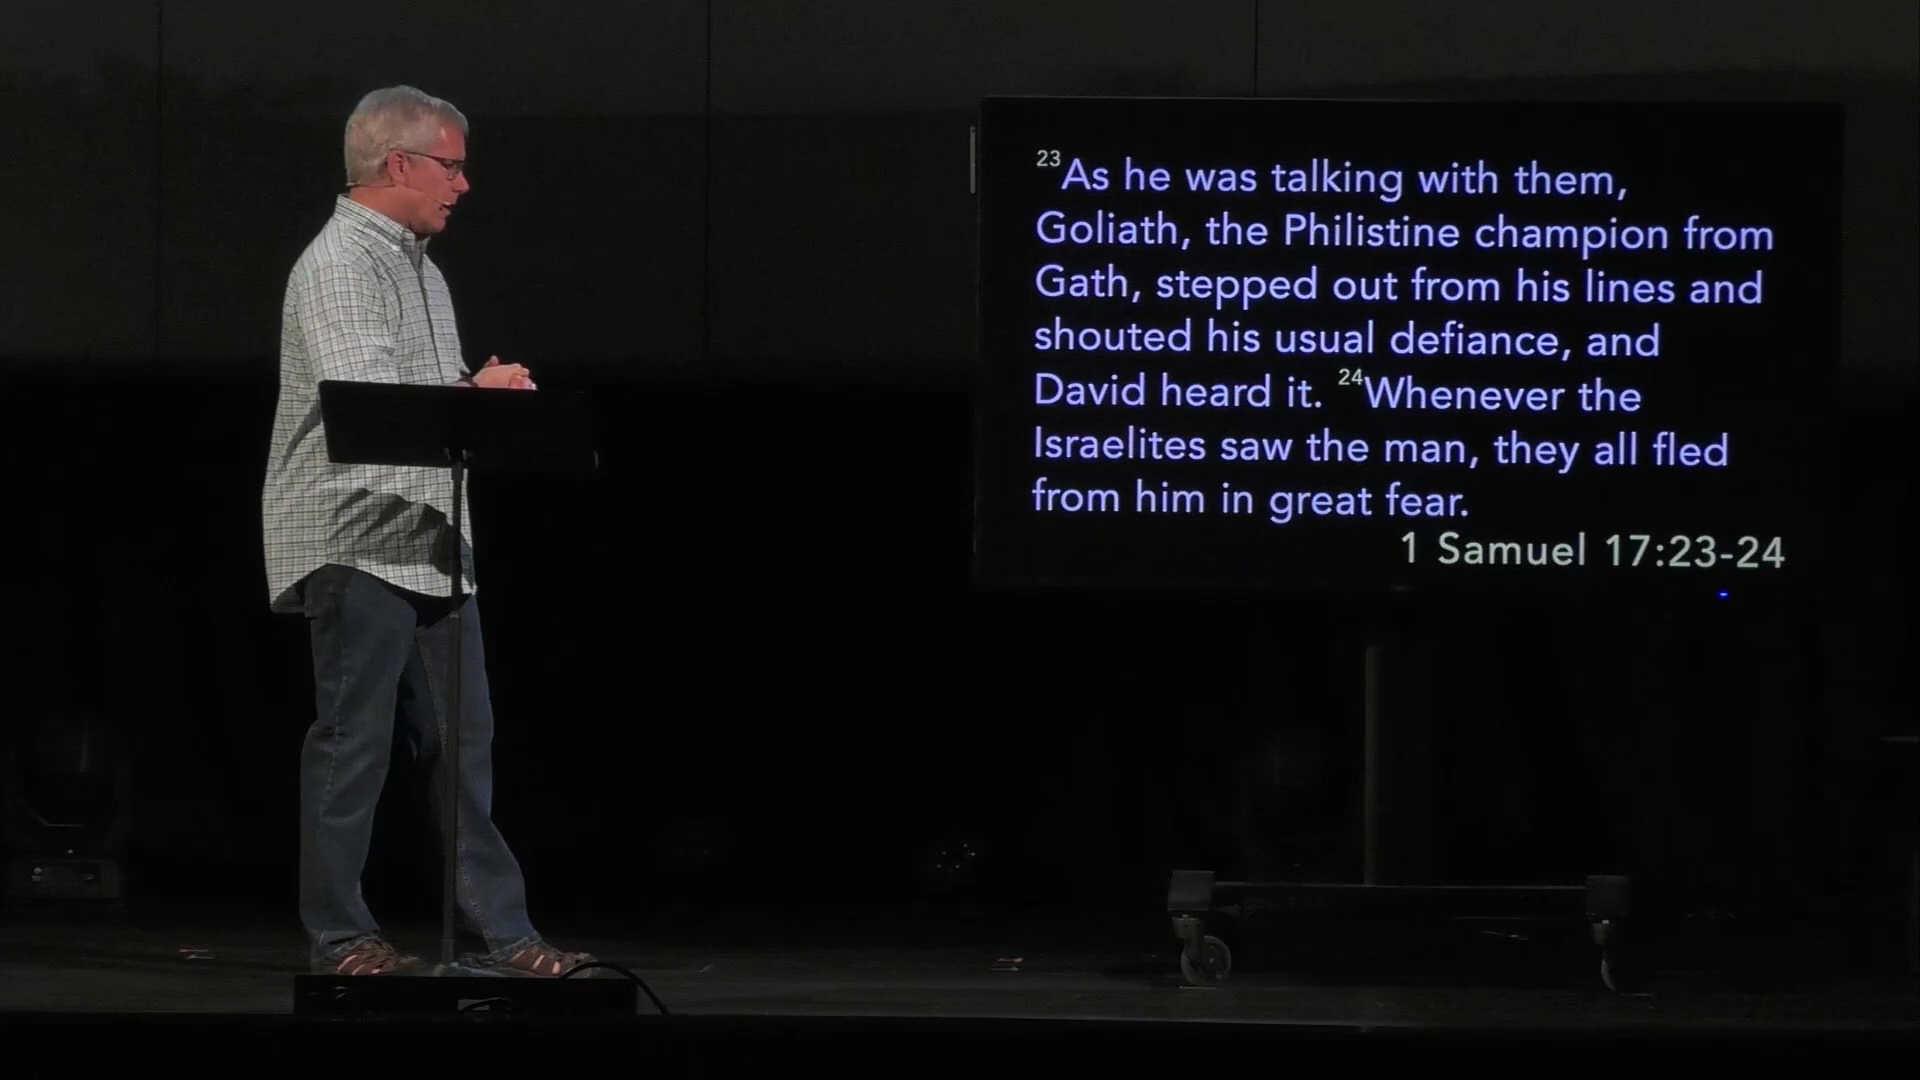 23As he was talking with them,
Goliath, the Philistine champion from
Gath, stepped out from his lines and
shouted his usual defiance, and
David heard it. 24Whenever the
Israelites saw the man, they all fled
from him in great fear.
1 Samuel 17:23-24